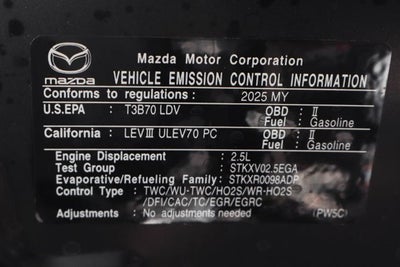 Mazda Motor Corporation
mazda VEHICLE EMISSION CONTROL INFORMATION
Conforms to regulations: 2025 MY
U.S.EPA : T3B70 LDV OBD : II
Fuel : Gasoline
California : LEVIII ULEV70 PC OBD : II
Fuel : Gasoline
Engine Displacement : 2.5L
Test Group : STKXV02.5EGA
Evaporative/Refueling Family : STKXR0098ADP
Control Type : TWC/WU-TWC/HO2S/WR-HO2S
/DFI/CAC/TC/EGR/EGRC
Adjustments : No adjustments needed (PW5C)